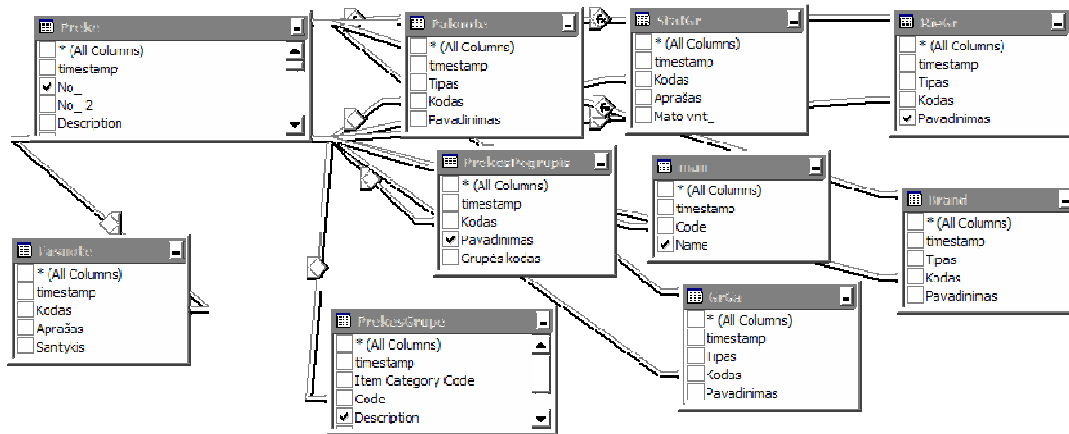 Preke
* (All Columns)
timestamp
No_
No_ 2
Description
Pakuote
* (All Columns)
timestamp
Tipas
Kodas
Pavadinimas
StatGr
* (All Columns)
timestamp
Kodas
Aprašas
Mato vnt_
* (All Columns)
timestamp
Tipas
Kodas
Pavadinimas
PrekesPogrupis
* (All Columns)
timestamp
Kodas
Pavadinimas
Grupės kodas
* (All Columns)
timestamp
Code
Name
Brand
* (All Columns)
timestamp
Tipas
Kodas
Pavadinimas
* (All Columns)
timestamp
Kodas
Aprašas
Santykis
PrekesGrupe
* (All Columns)
timestamp
Item Category Code
Code
Description
GrGa
* (All Columns)
timestamp
Tipas
Kodas
Pavadinimas